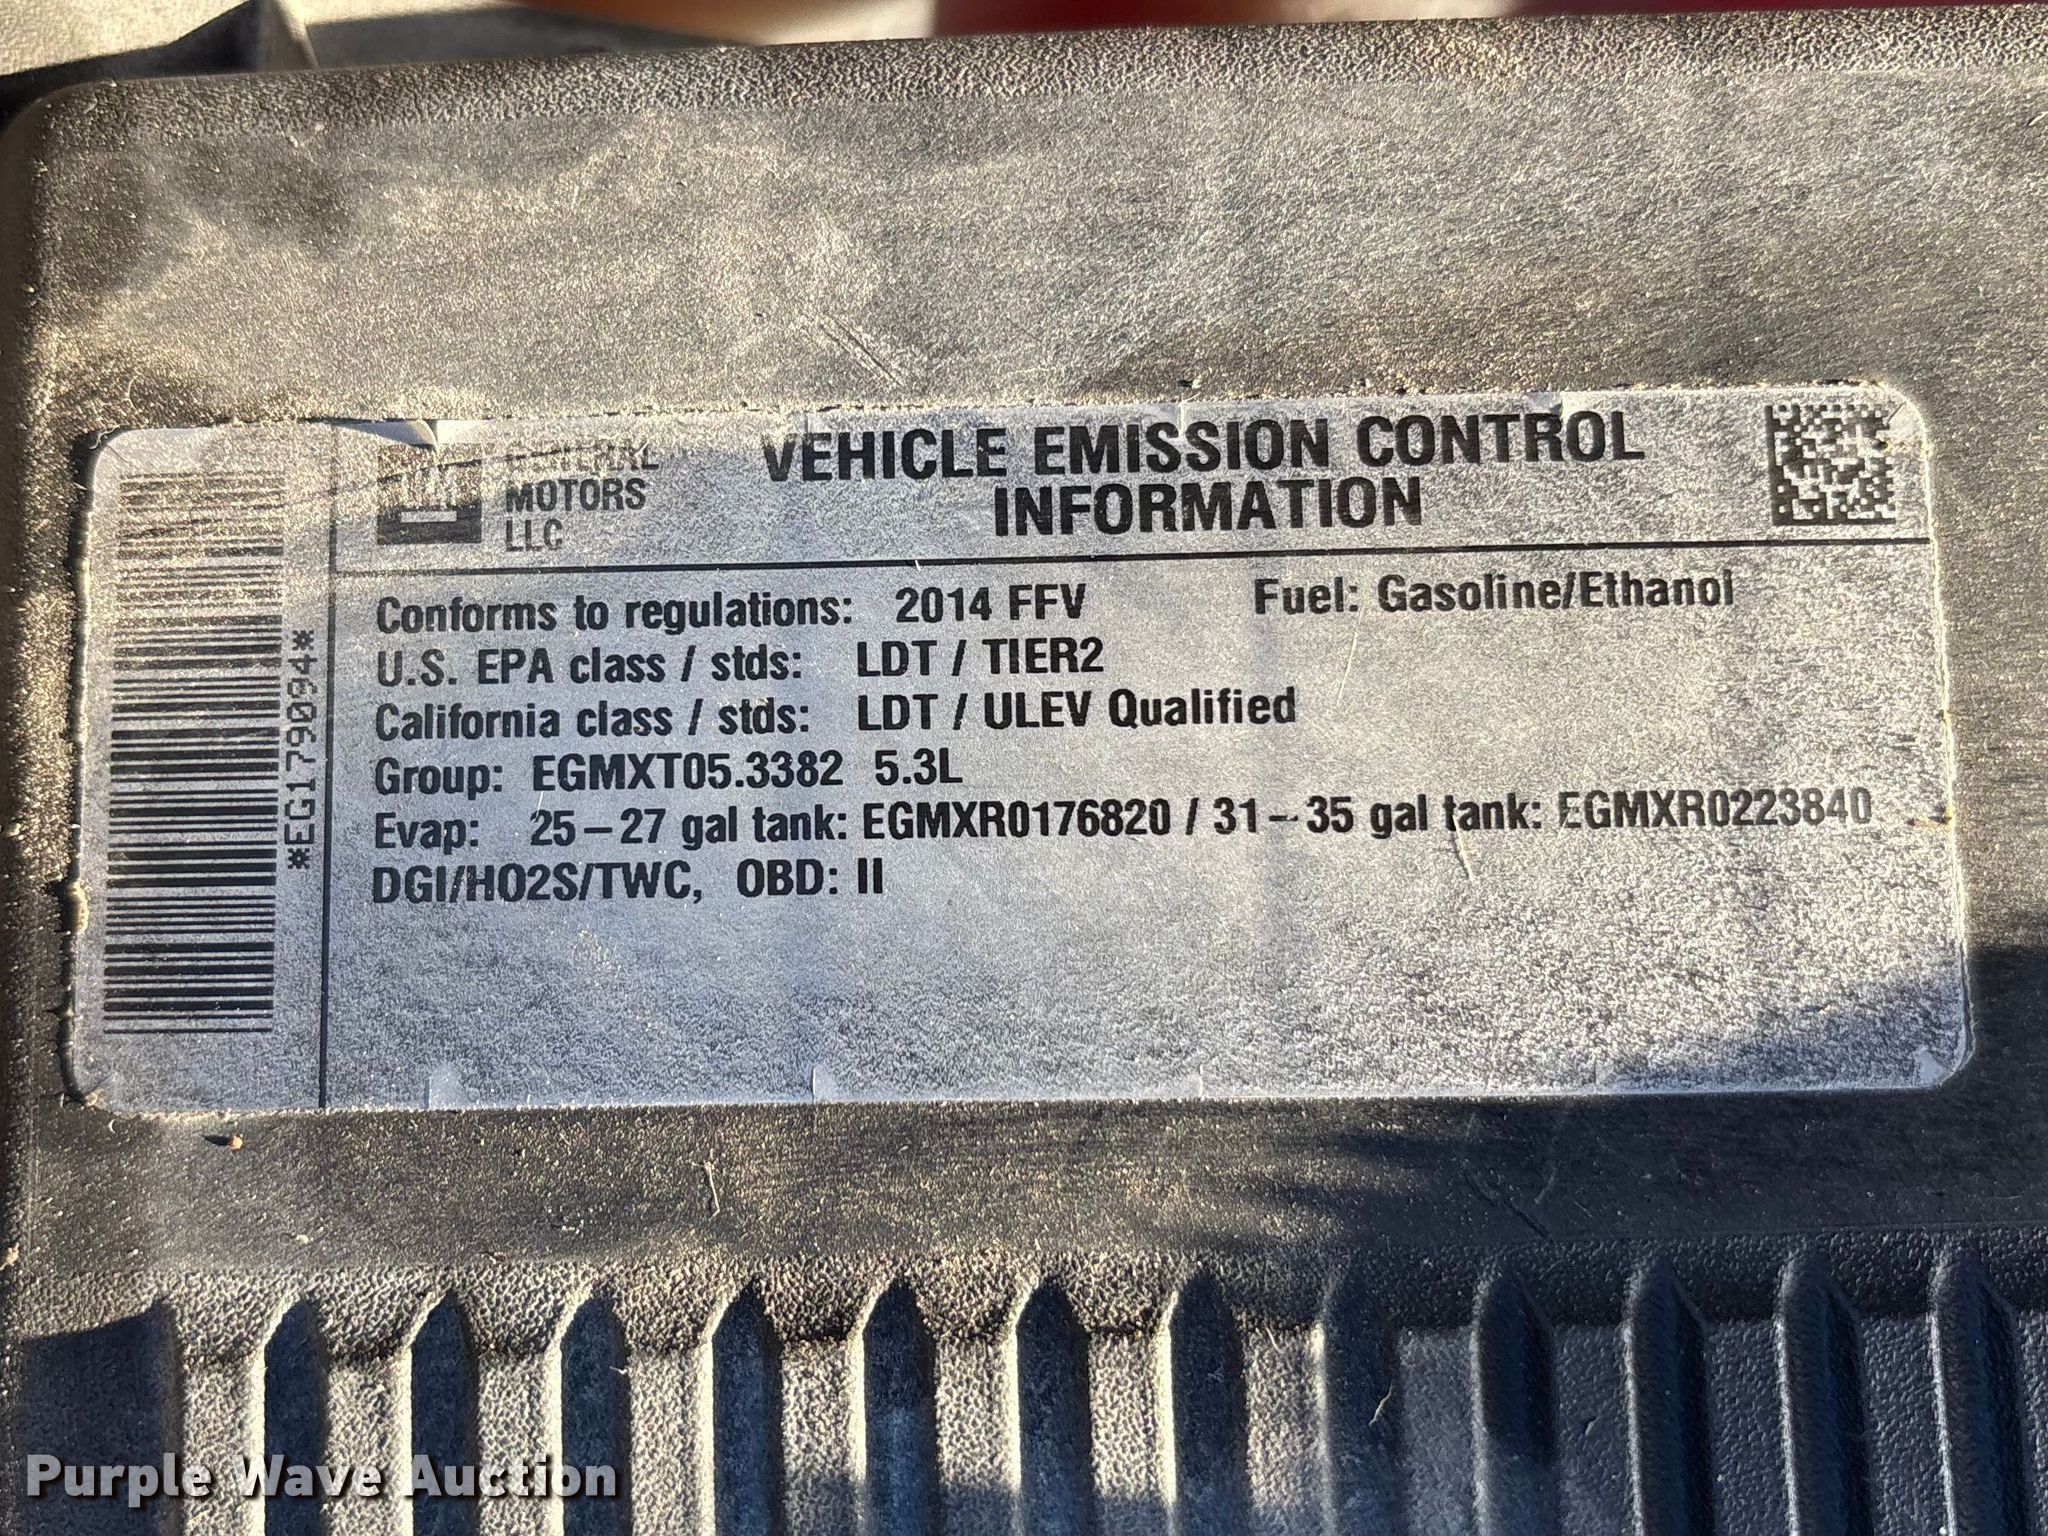 GM GENERAL
MOTORS
LLC
VEHICLE EMISSION CONTROL
INFORMATION
Conforms to regulations: 2014 FFV Fuel: Gasoline/Ethanol
U.S. EPA class / stds: LDT / TIER2
California class / stds: LDT / ULEV Qualified
Group: EGMXT05.3382 5.3L
Evap: 25-27 gal tank: EGMXR0176820 / 31-35 gal tank: EGMXR0223840
DGI/HO2S/TWC, OBD: II
*EG179094*
Purple Wave Auction